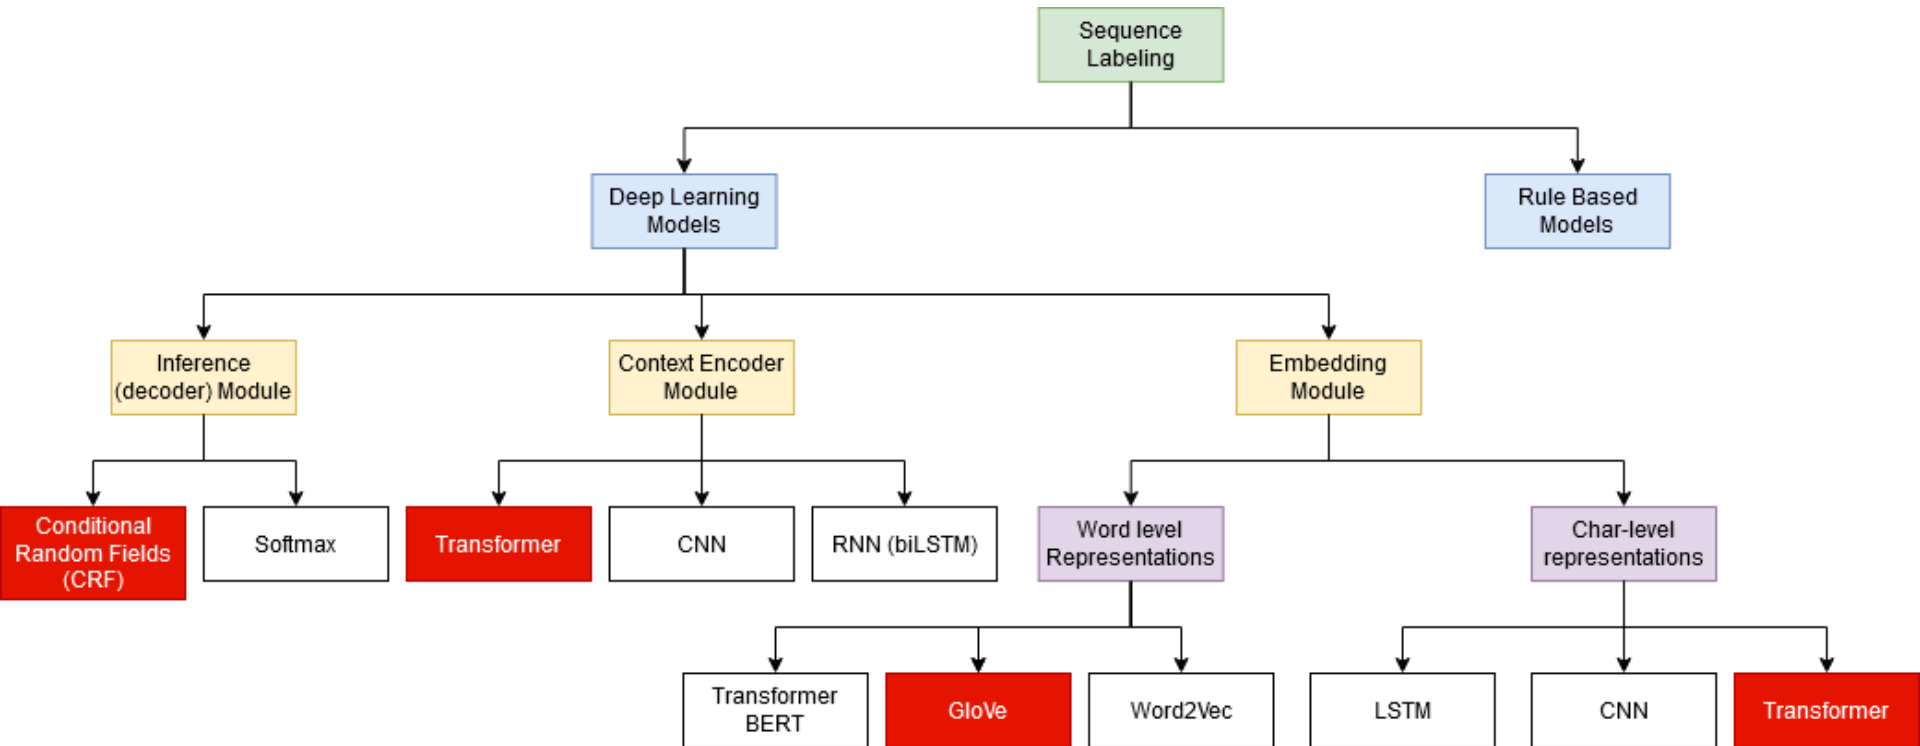 Sequence
Labeling
Deep Learning
Models
Rule Based
Models
Inference
(decoder) Module
Context Encoder
Module
Embedding
Module
Conditional
Random Fields
(CRF)
Softmax
Transformer
CNN
RNN (biLSTM)
Word level
Representations
Char-level
representations
Transformer
BERT
GloVe
Word2Vec
LSTM
CNN
Transformer